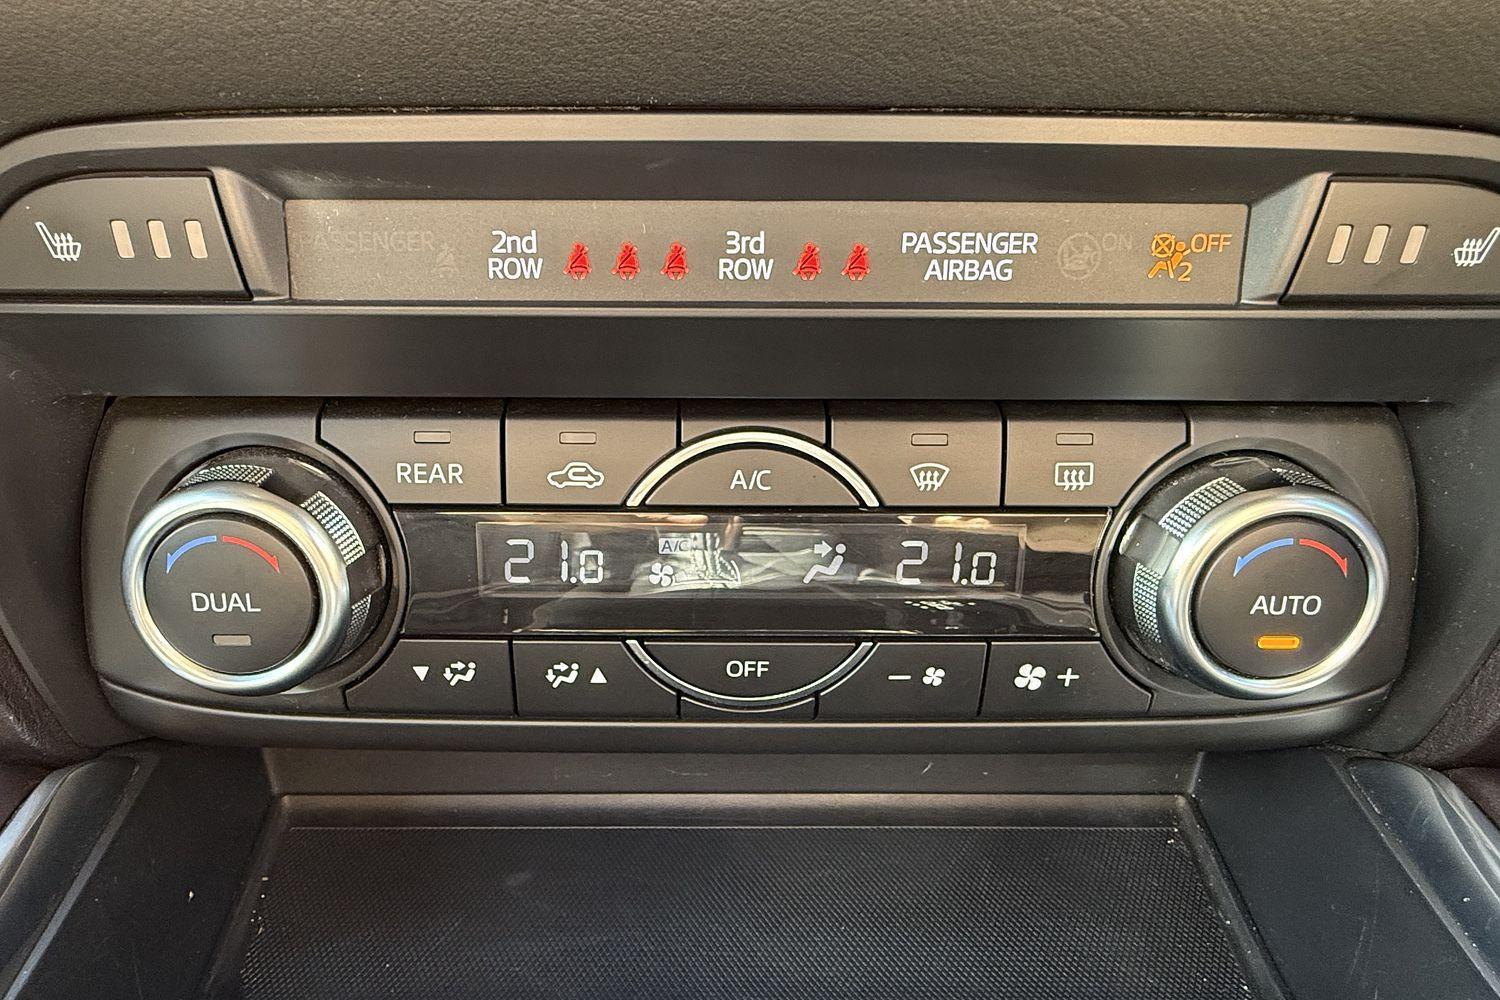 PASSENGER
2nd
ROW
3rd
ROW
PASSENGER
AIRBAG
ON
OFF
2
REAR
A/C
21.0
A/C
21.0
DUAL
AUTO
OFF
−
+